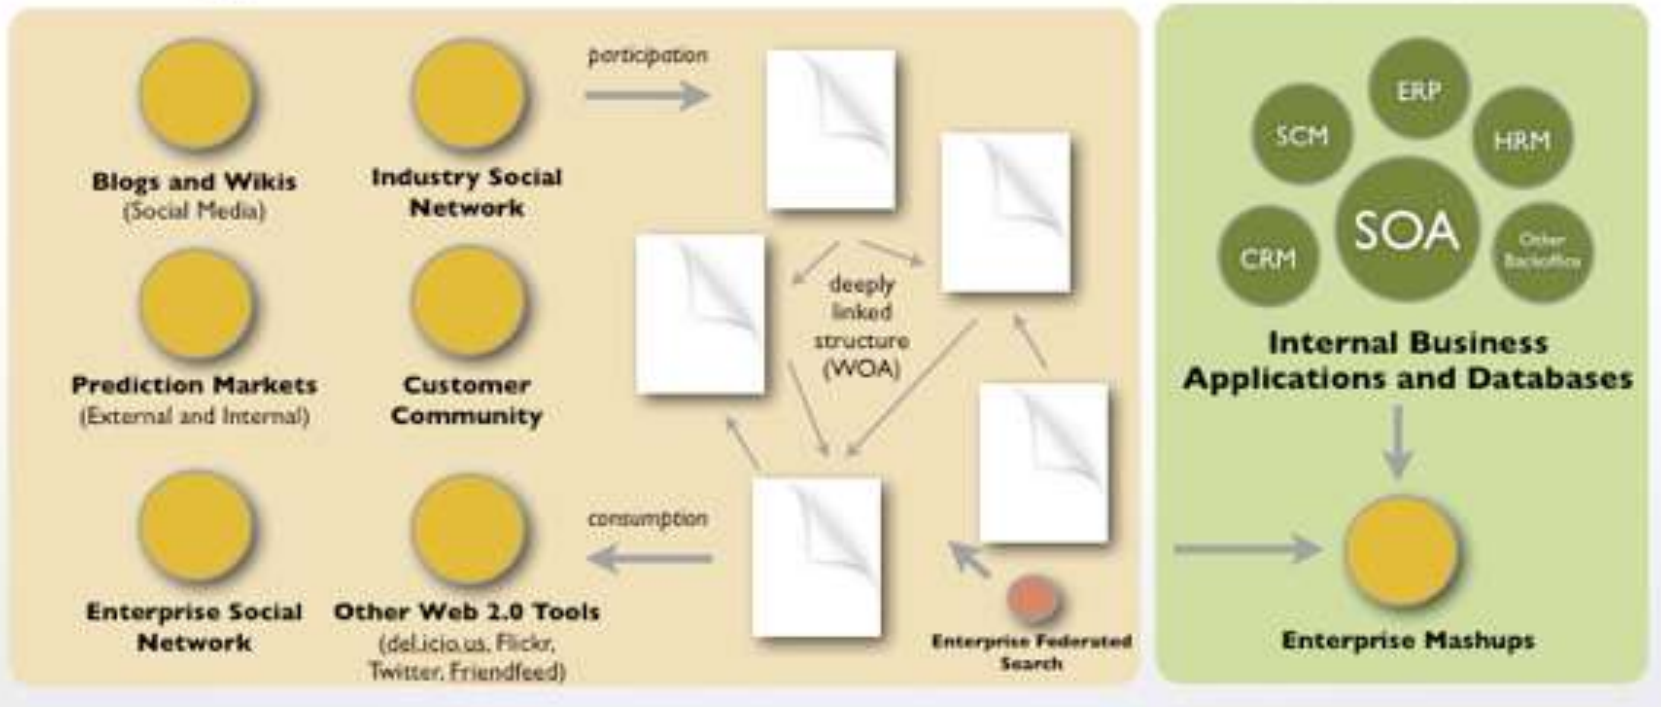 participation
Blogs and Wikis
(Social Media)
Industry Social
Network
Prediction Markets
(External and Internal)
Customer
Community
Enterprise Social
Network
Other Web 2.0 Tools
(del.icio.us, Flickr,
Twitter, Friendfeed)
deeply
linked
structure
(WOA)
consumption
Enterprise Federated
Search
ERP
SCM
HRM
SOA
CRM
Other
Backoffice
Internal Business
Applications and Databases
Enterprise Mashups